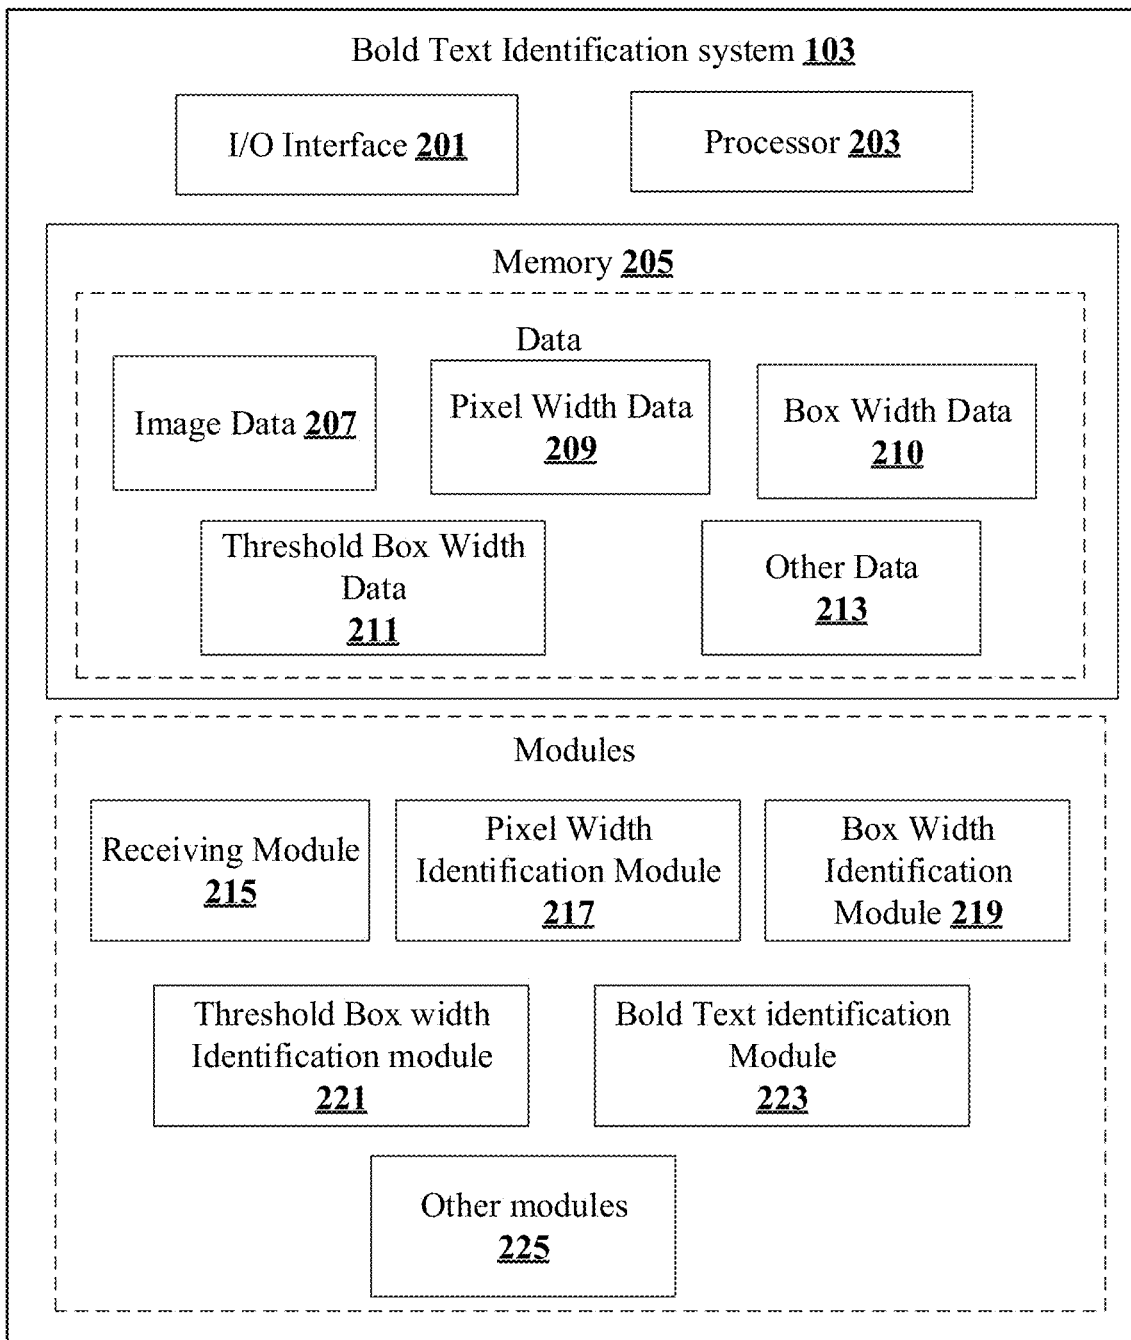 Bold Text Identification system 103
I/O Interface 201
Processor 203
Memory 205
Data
Image Data 207
Pixel Width Data
209
Box Width Data
210
Threshold Box Width
Data
211
Other Data
213
Modules
Receiving Module
215
Pixel Width
Identification Module
217
Box Width
Identification
Module 219
Threshold Box width
Identification module
221
Bold Text identification
Module
223
Other modules
225